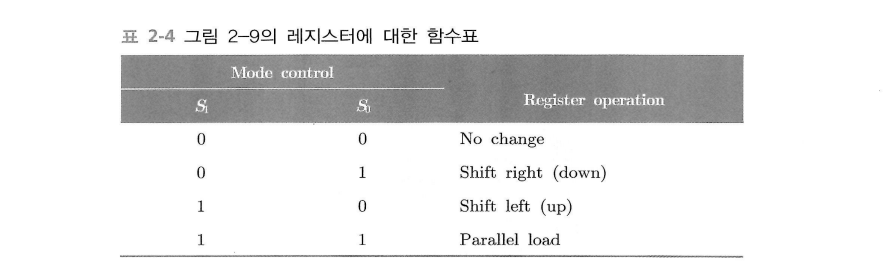 표 2-4 그림 2-9의 레지스터에 대한 함수표
Mode control
S₁ S₀ Register operation
0 0 No change
0 1 Shift right (down)
1 0 Shift left (up)
1 1 Parallel load